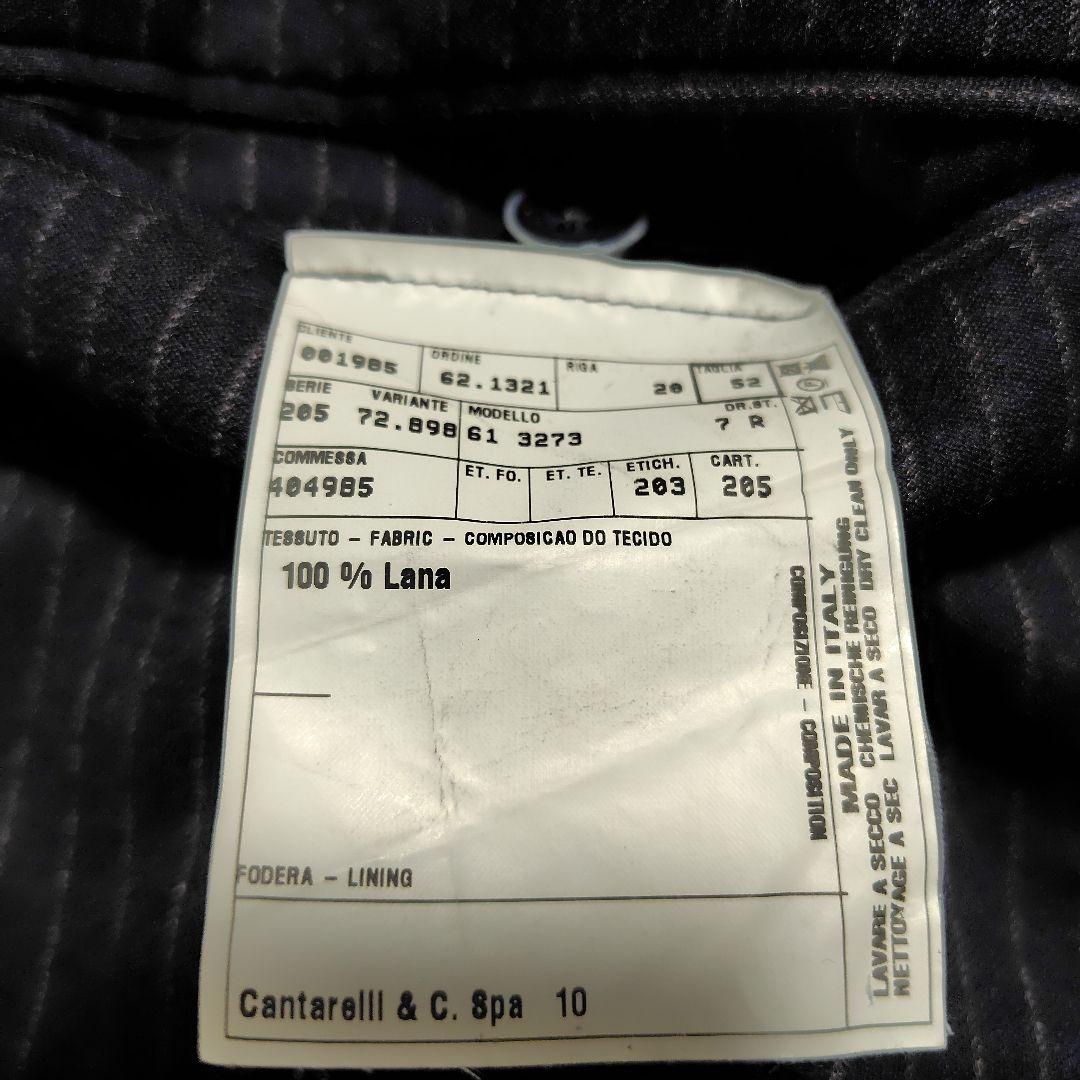 CLIENTE ORDINE RIGA TAGLIA
001985 62.1321 20 52
SERIE VARIANTE MODELLO DR.ST.
205 72.898 61 3273 7 R
COMMESSA ET. FO. ET. TE. ETICH. CART.
404985 203 205
TESSUTO – FABRIC – COMPOSICAO DO TECIDO
100 % Lana
FODERA – LINING
Cantarelli & C. Spa 10
COMPOSIZIONE – COMPOSITION
MADE IN ITALY
CHEMISCHE REINIGUNG
LAVARE A SECCO LAVAR A SECO DRY CLEAN ONLY
NETTOYAGE A SEC